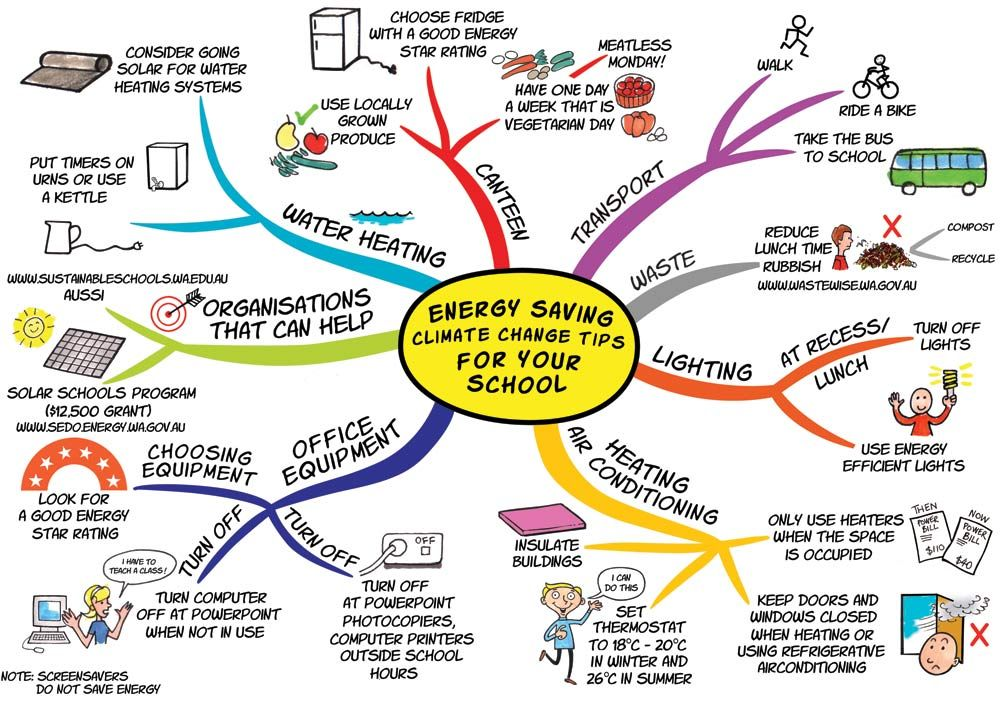 ENERGY SAVING
CLIMATE CHANGE TIPS
FOR YOUR
SCHOOL
CANTEEN
CHOOSE FRIDGE
WITH A GOOD ENERGY
STAR RATING
USE LOCALLY
GROWN
PRODUCE
MEATLESS
MONDAY!
HAVE ONE DAY
A WEEK THAT IS
VEGETARIAN DAY
TRANSPORT
WALK
RIDE A BIKE
TAKE THE BUS
TO SCHOOL
WASTE
REDUCE
LUNCH TIME
RUBBISH
WWW.WASTEWISE.WA.GOV.AU
COMPOST
RECYCLE
LIGHTING
AT RECESS/
LUNCH
TURN OFF
LIGHTS
USE ENERGY
EFFICIENT LIGHTS
HEATING
AIR CONDITIONING
ONLY USE HEATERS
WHEN THE SPACE
IS OCCUPIED
THEN
POWER
BILL
$110
NOW
POWER
BILL
$40
KEEP DOORS AND
WINDOWS CLOSED
WHEN HEATING OR
USING REFRIGERATIVE
AIRCONDITIONING
I CAN
DO THIS
SET
THERMOSTAT
TO 18°C - 20°C
IN WINTER AND
26°C IN SUMMER
INSULATE
BUILDINGS
OFFICE
EQUIPMENT
TURN OFF
OFF
TURN OFF
AT POWERPOINT
PHOTOCOPIERS,
COMPUTER PRINTERS
OUTSIDE SCHOOL
HOURS
TURN OFF
I HAVE TO
TEACH A CLASS!
TURN COMPUTER
OFF AT POWERPOINT
WHEN NOT IN USE
NOTE: SCREENSAVERS
DO NOT SAVE ENERGY
CHOOSING
EQUIPMENT
LOOK FOR
A GOOD ENERGY
STAR RATING
ORGANISATIONS
THAT CAN HELP
WWW.SUSTAINABLESCHOOLS.WA.EDU.AU
AUSSI
SOLAR SCHOOLS PROGRAM
($12,500 GRANT)
WWW.SEDO.ENERGY.WA.GOV.AU
WATER HEATING
CONSIDER GOING
SOLAR FOR WATER
HEATING SYSTEMS
PUT TIMERS ON
URNS OR USE
A KETTLE